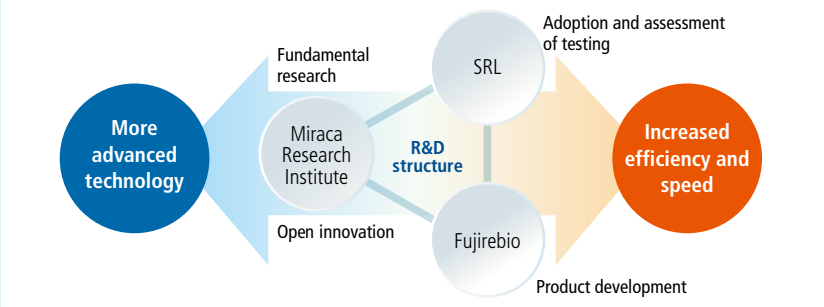 Adoption and assessment
of testing
Fundamental
research
SRL
More
advanced
technology
Miraca
Research
Institute
R&D
structure
Increased
efficiency and
speed
Open innovation
Fujirebio
Product development